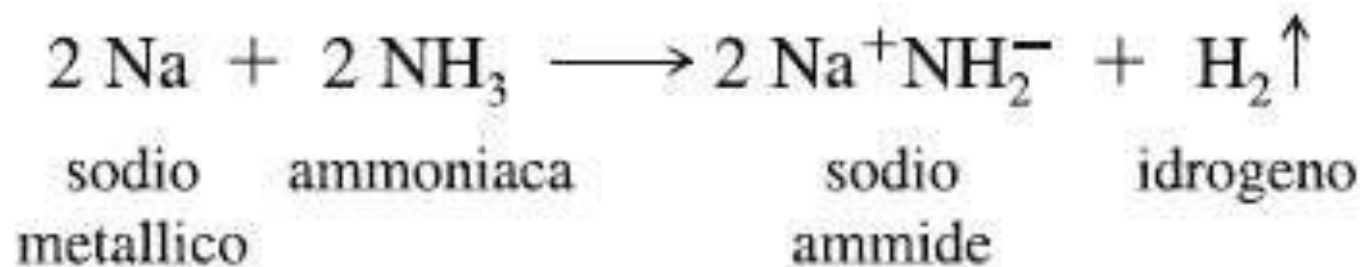 2 Na + 2 NH₃ ⟶ 2 Na⁺NH₂⁻ + H₂↑
sodio ammoniaca sodio idrogeno
metallico ammide